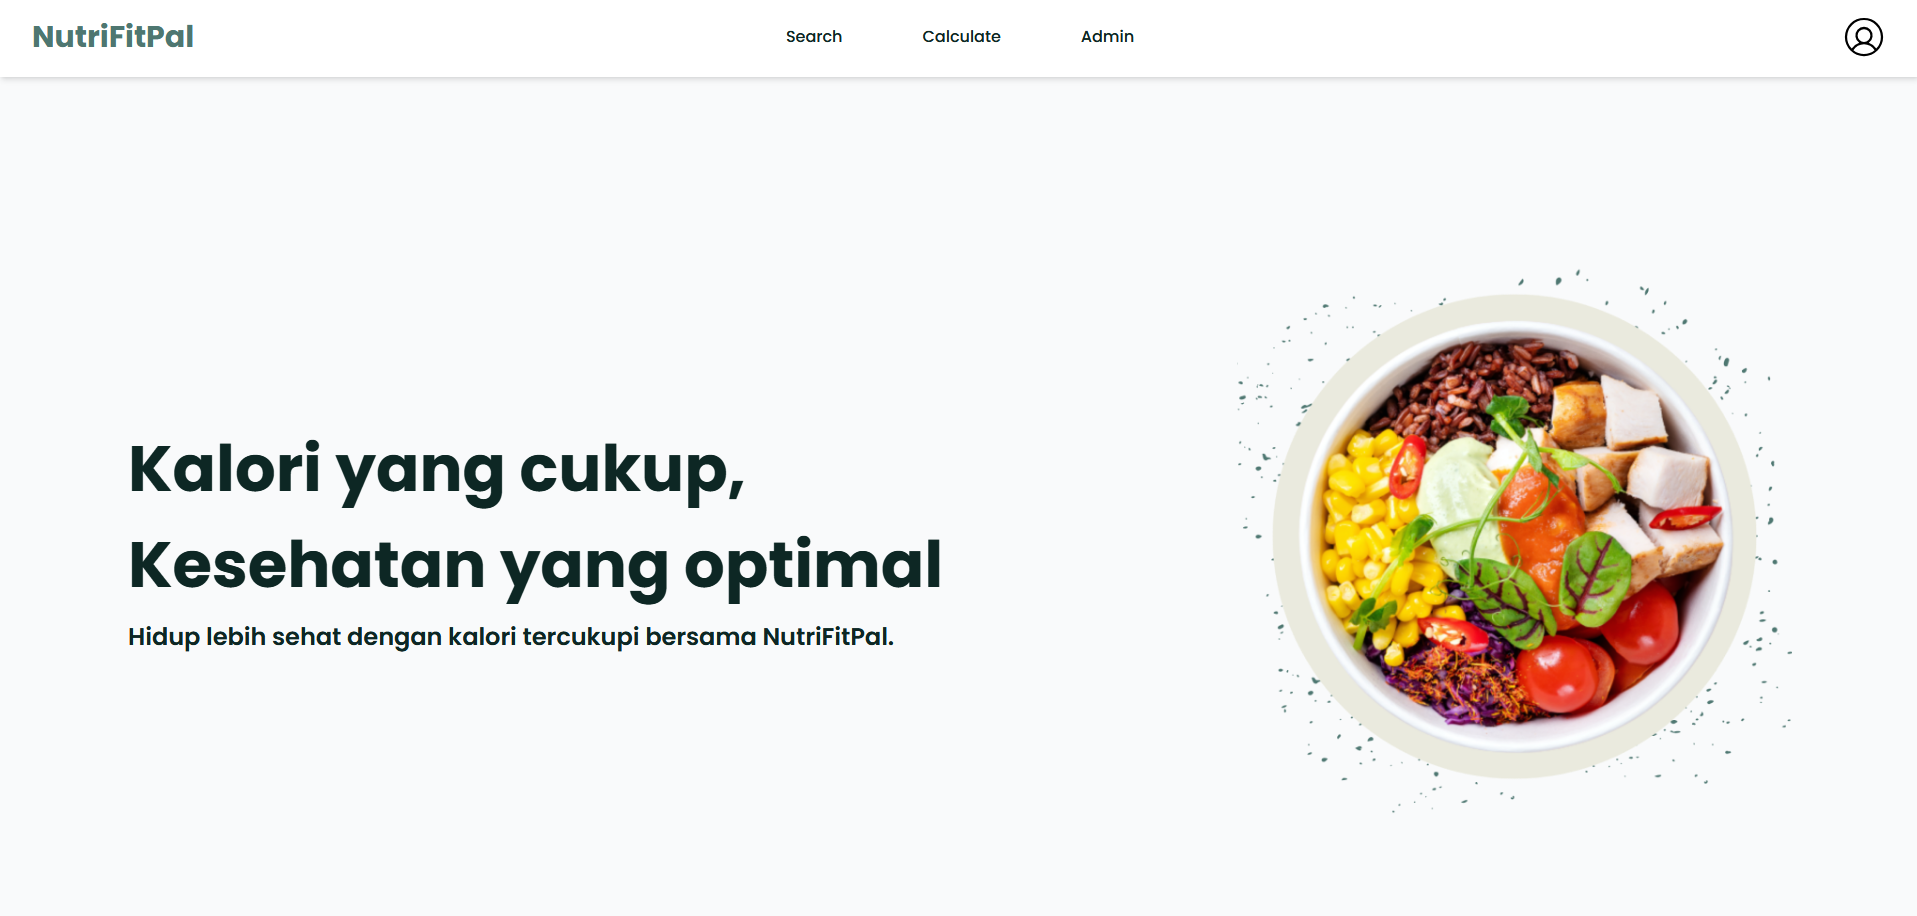 NutriFitPal
Search
Calculate
Admin
Kalori yang cukup,
Kesehatan yang optimal
Hidup lebih sehat dengan kalori tercukupi bersama NutriFitPal.